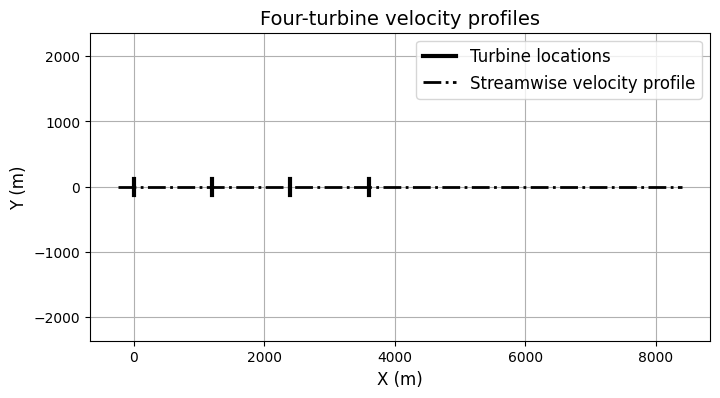 Four-turbine velocity profiles
Turbine locations
Streamwise velocity profile
2000
1000
0
−1000
−2000
Y (m)
0 2000 4000 6000 8000
X (m)